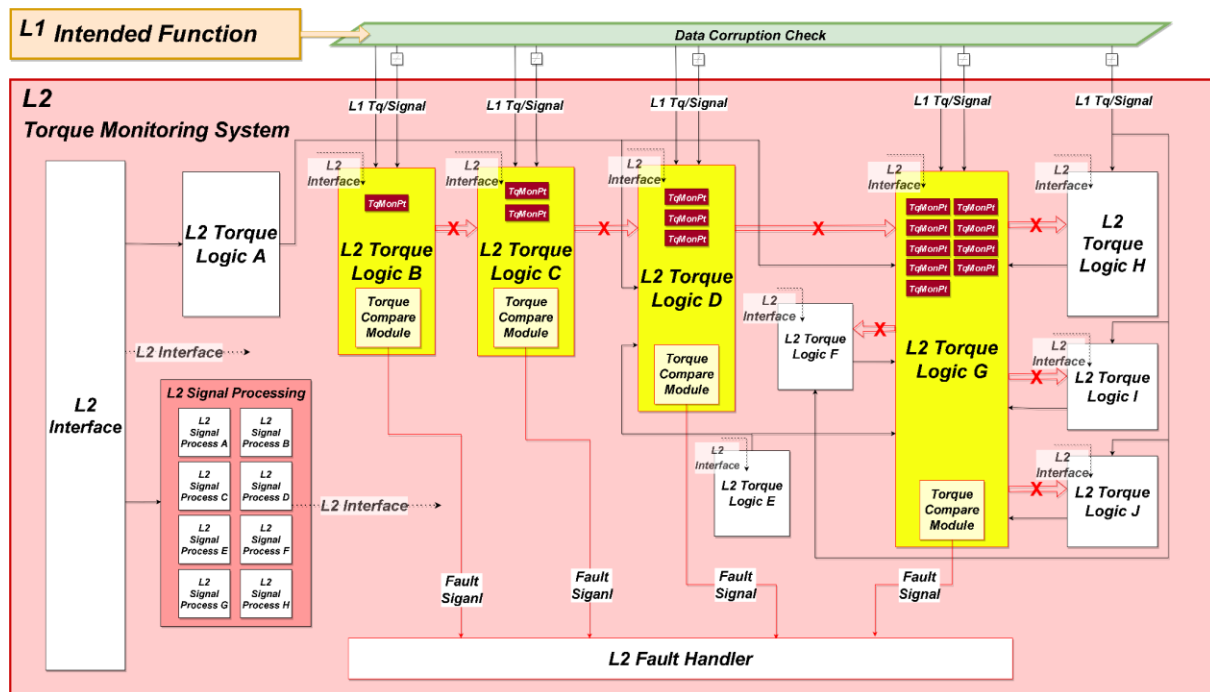 L1 Intended Function
Data Corruption Check
L1 Tq/Signal
L1 Tq/Signal
L1 Tq/Signal
L1 Tq/Signal
L1 Tq/Signal
L2
Torque Monitoring System
L2
Interface
L2 Torque
Logic A
L2 Interface
L2 Signal Processing
L2
Signal
Process A
L2
Signal
Process B
L2
Signal
Process C
L2
Signal
Process D
L2
Signal
Process E
L2
Signal
Process F
L2
Signal
Process G
L2
Signal
Process H
L2 Interface
L2
Interface
TqMonPt
L2 Torque
Logic B
Torque
Compare
Module
X
L2
Interface
TqMonPt
TqMonPt
L2 Torque
Logic C
Torque
Compare
Module
X
L2
Interface
TqMonPt
TqMonPt
TqMonPt
L2 Torque
Logic D
Torque
Compare
Module
X
L2
Interface
L2 Torque
Logic E
L2
Interface
L2 Torque
Logic F
X
L2
Interface
TqMonPt TqMonPt
TqMonPt TqMonPt
TqMonPt TqMonPt
TqMonPt TqMonPt
TqMonPt
L2 Torque
Logic G
Torque
Compare
Module
X
L2
Interface
L2
Torque
Logic H
X
L2
Interface
L2 Torque
Logic I
X
L2
Interface
L2 Torque
Logic J
Fault
Siganl
Fault
Siganl
Fault
Signal
Fault
Signal
L2 Fault Handler